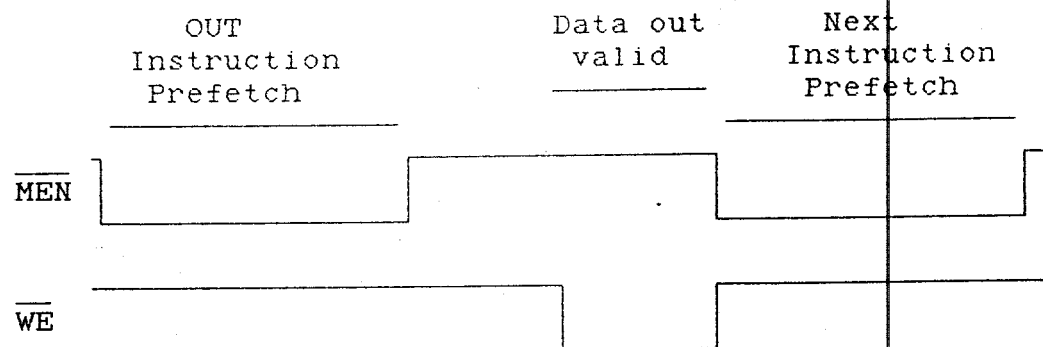 OUT
Instruction
Prefetch
Data out
valid
Next
Instruction
Prefetch
MEN
WE